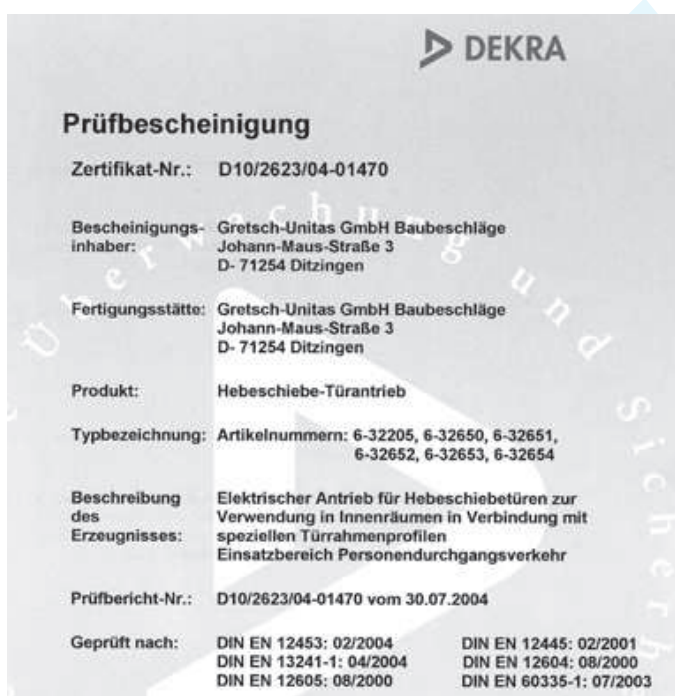 DEKRA
Prüfbescheinigung
Zertifikat-Nr.: D10/2623/04-01470
Bescheinigungs- Gretsch-Unitas GmbH Baubeschläge
inhaber: Johann-Maus-Straße 3
D- 71254 Ditzingen
Fertigungsstätte: Gretsch-Unitas GmbH Baubeschläge
Johann-Maus-Straße 3
D- 71254 Ditzingen
Produkt: Hebeschiebe-Türantrieb
Typbezeichnung: Artikelnummern: 6-32205, 6-32650, 6-32651,
6-32652, 6-32653, 6-32654
Beschreibung Elektrischer Antrieb für Hebeschiebetüren zur
des Verwendung in Innenräumen in Verbindung mit
Erzeugnisses: speziellen Türrahmenprofilen
Einsatzbereich Personendurchgangsverkehr
Prüfbericht-Nr.: D10/2623/04-01470 vom 30.07.2004
Geprüft nach: DIN EN 12453: 02/2004 DIN EN 12445: 02/2001
DIN EN 13241-1: 04/2004 DIN EN 12604: 08/2000
DIN EN 12605: 08/2000 DIN EN 60335-1: 07/2003
Überwachung und Sicherh